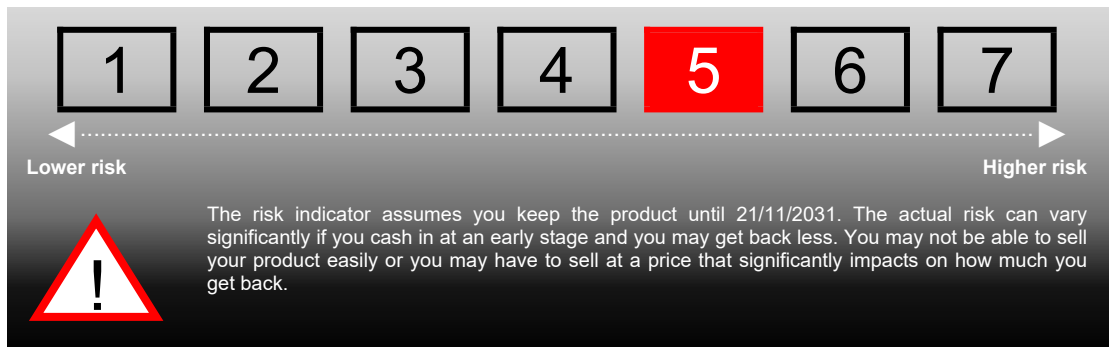 1 2 3 4 5 6 7
Lower risk Higher risk
The risk indicator assumes you keep the product until 21/11/2031. The actual risk can vary
significantly if you cash in at an early stage and you may get back less. You may not be able to sell
your product easily or you may have to sell at a price that significantly impacts on how much you
get back.
!